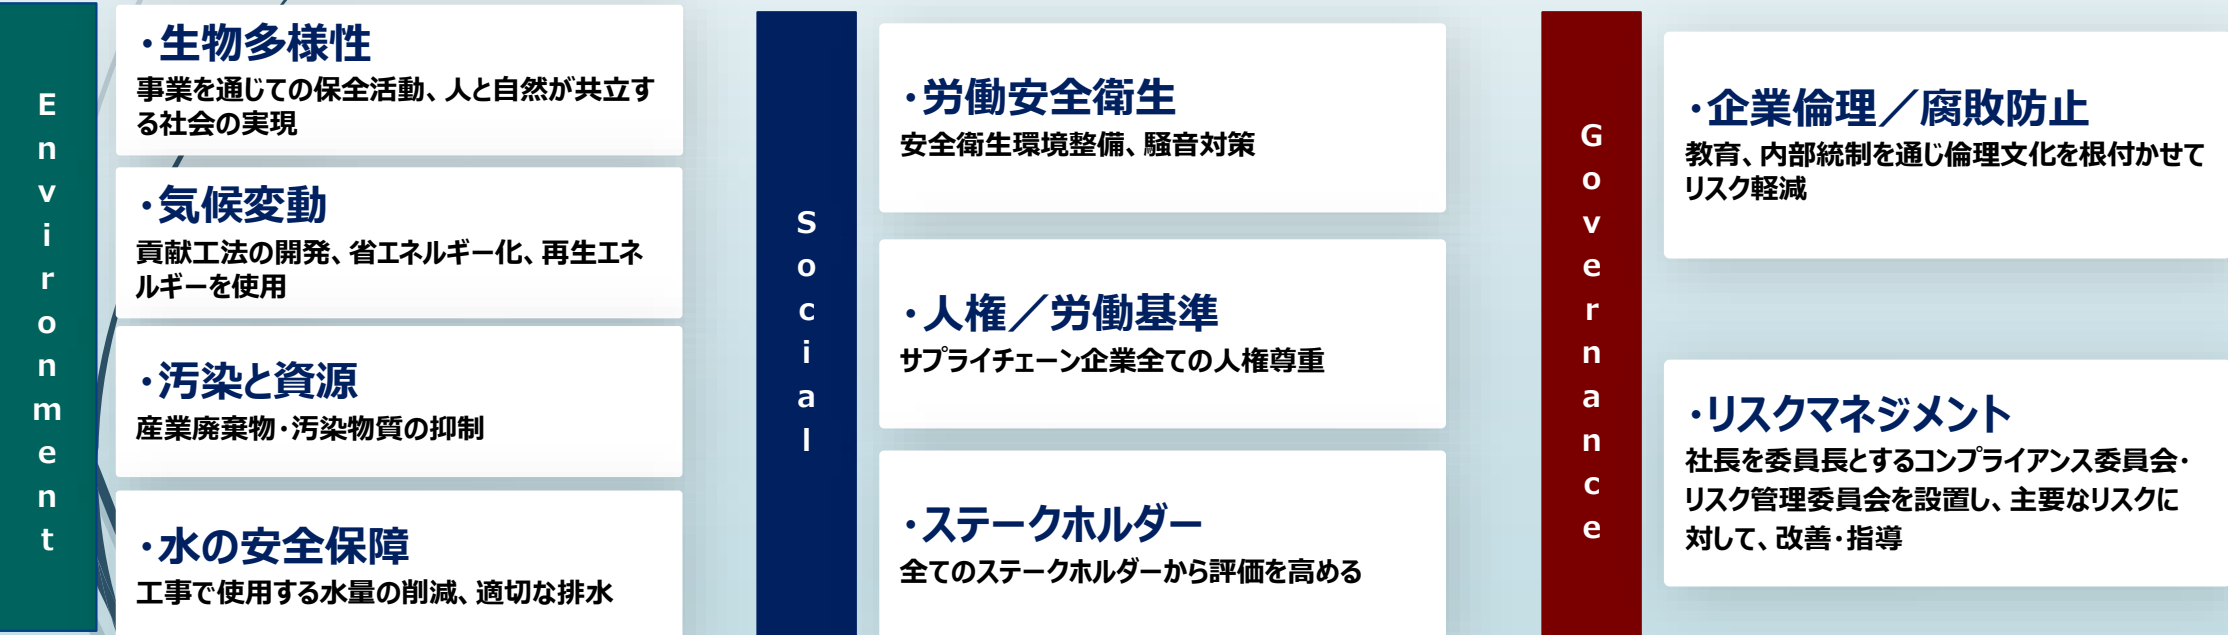 Environment
・生物多様性
事業を通じての保全活動、人と自然が共立す
る社会の実現
・気候変動
貢献工法の開発、省エネルギー化、再生エネ
ルギーを使用
・汚染と資源
産業廃棄物・汚染物質の抑制
・水の安全保障
工事で使用する水量の削減、適切な排水
Social
・労働安全衛生
安全衛生環境整備、騒音対策
・人権／労働基準
サプライチェーン企業全ての人権尊重
・ステークホルダー
全てのステークホルダーから評価を高める
Governance
・企業倫理／腐敗防止
教育、内部統制を通じ倫理文化を根付かせて
リスク軽減
・リスクマネジメント
社長を委員長とするコンプライアンス委員会・
リスク管理委員会を設置し、主要なリスクに
対して、改善・指導